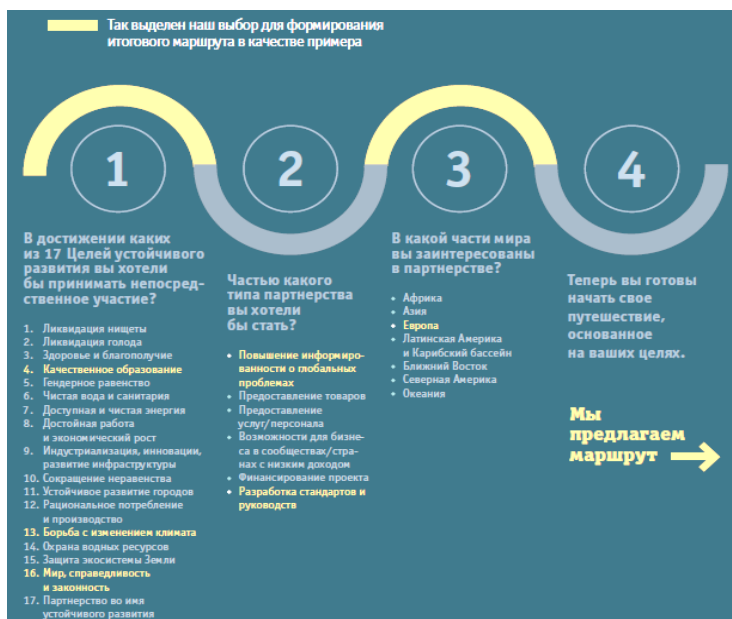 Так выделен наш выбор для формирования
итогового маршрута в качестве примера
1
В достижении каких
из 17 Целей устойчивого
развития вы хотели
бы принимать непосред-
ственное участие?
1. Ликвидация нищеты
2. Ликвидация голода
3. Здоровье и благополучие
4. Качественное образование
5. Гендерное равенство
6. Чистая вода и санитария
7. Доступная и чистая энергия
8. Достойная работа
и экономический рост
9. Индустриализация, инновации,
развитие инфраструктуры
10. Сокращение неравенства
11. Устойчивое развитие городов
12. Рациональное потребление
и производство
13. Борьба с изменением климата
14. Охрана водных ресурсов
15. Защита экосистемы Земли
16. Мир, справедливость
и законность
17. Партнерство во имя
устойчивого развития
2
Частью какого
типа партнерства
вы хотели
бы стать?
• Повышение информиро-
ванности о глобальных
проблемах
• Предоставление товаров
• Предоставление
услуг/персонала
• Возможности для бизне-
са в сообществах/стра-
нах с низким доходом
• Финансирование проекта
• Разработка стандартов и
руководств
3
В какой части мира
вы заинтересованы
в партнерстве?
• Африка
• Азия
• Европа
• Латинская Америка
и Карибский бассейн
• Ближний Восток
• Северная Америка
• Океания
4
Теперь вы готовы
начать свое
путешествие,
основанное
на ваших целях.
Мы
предлагаем
маршрут